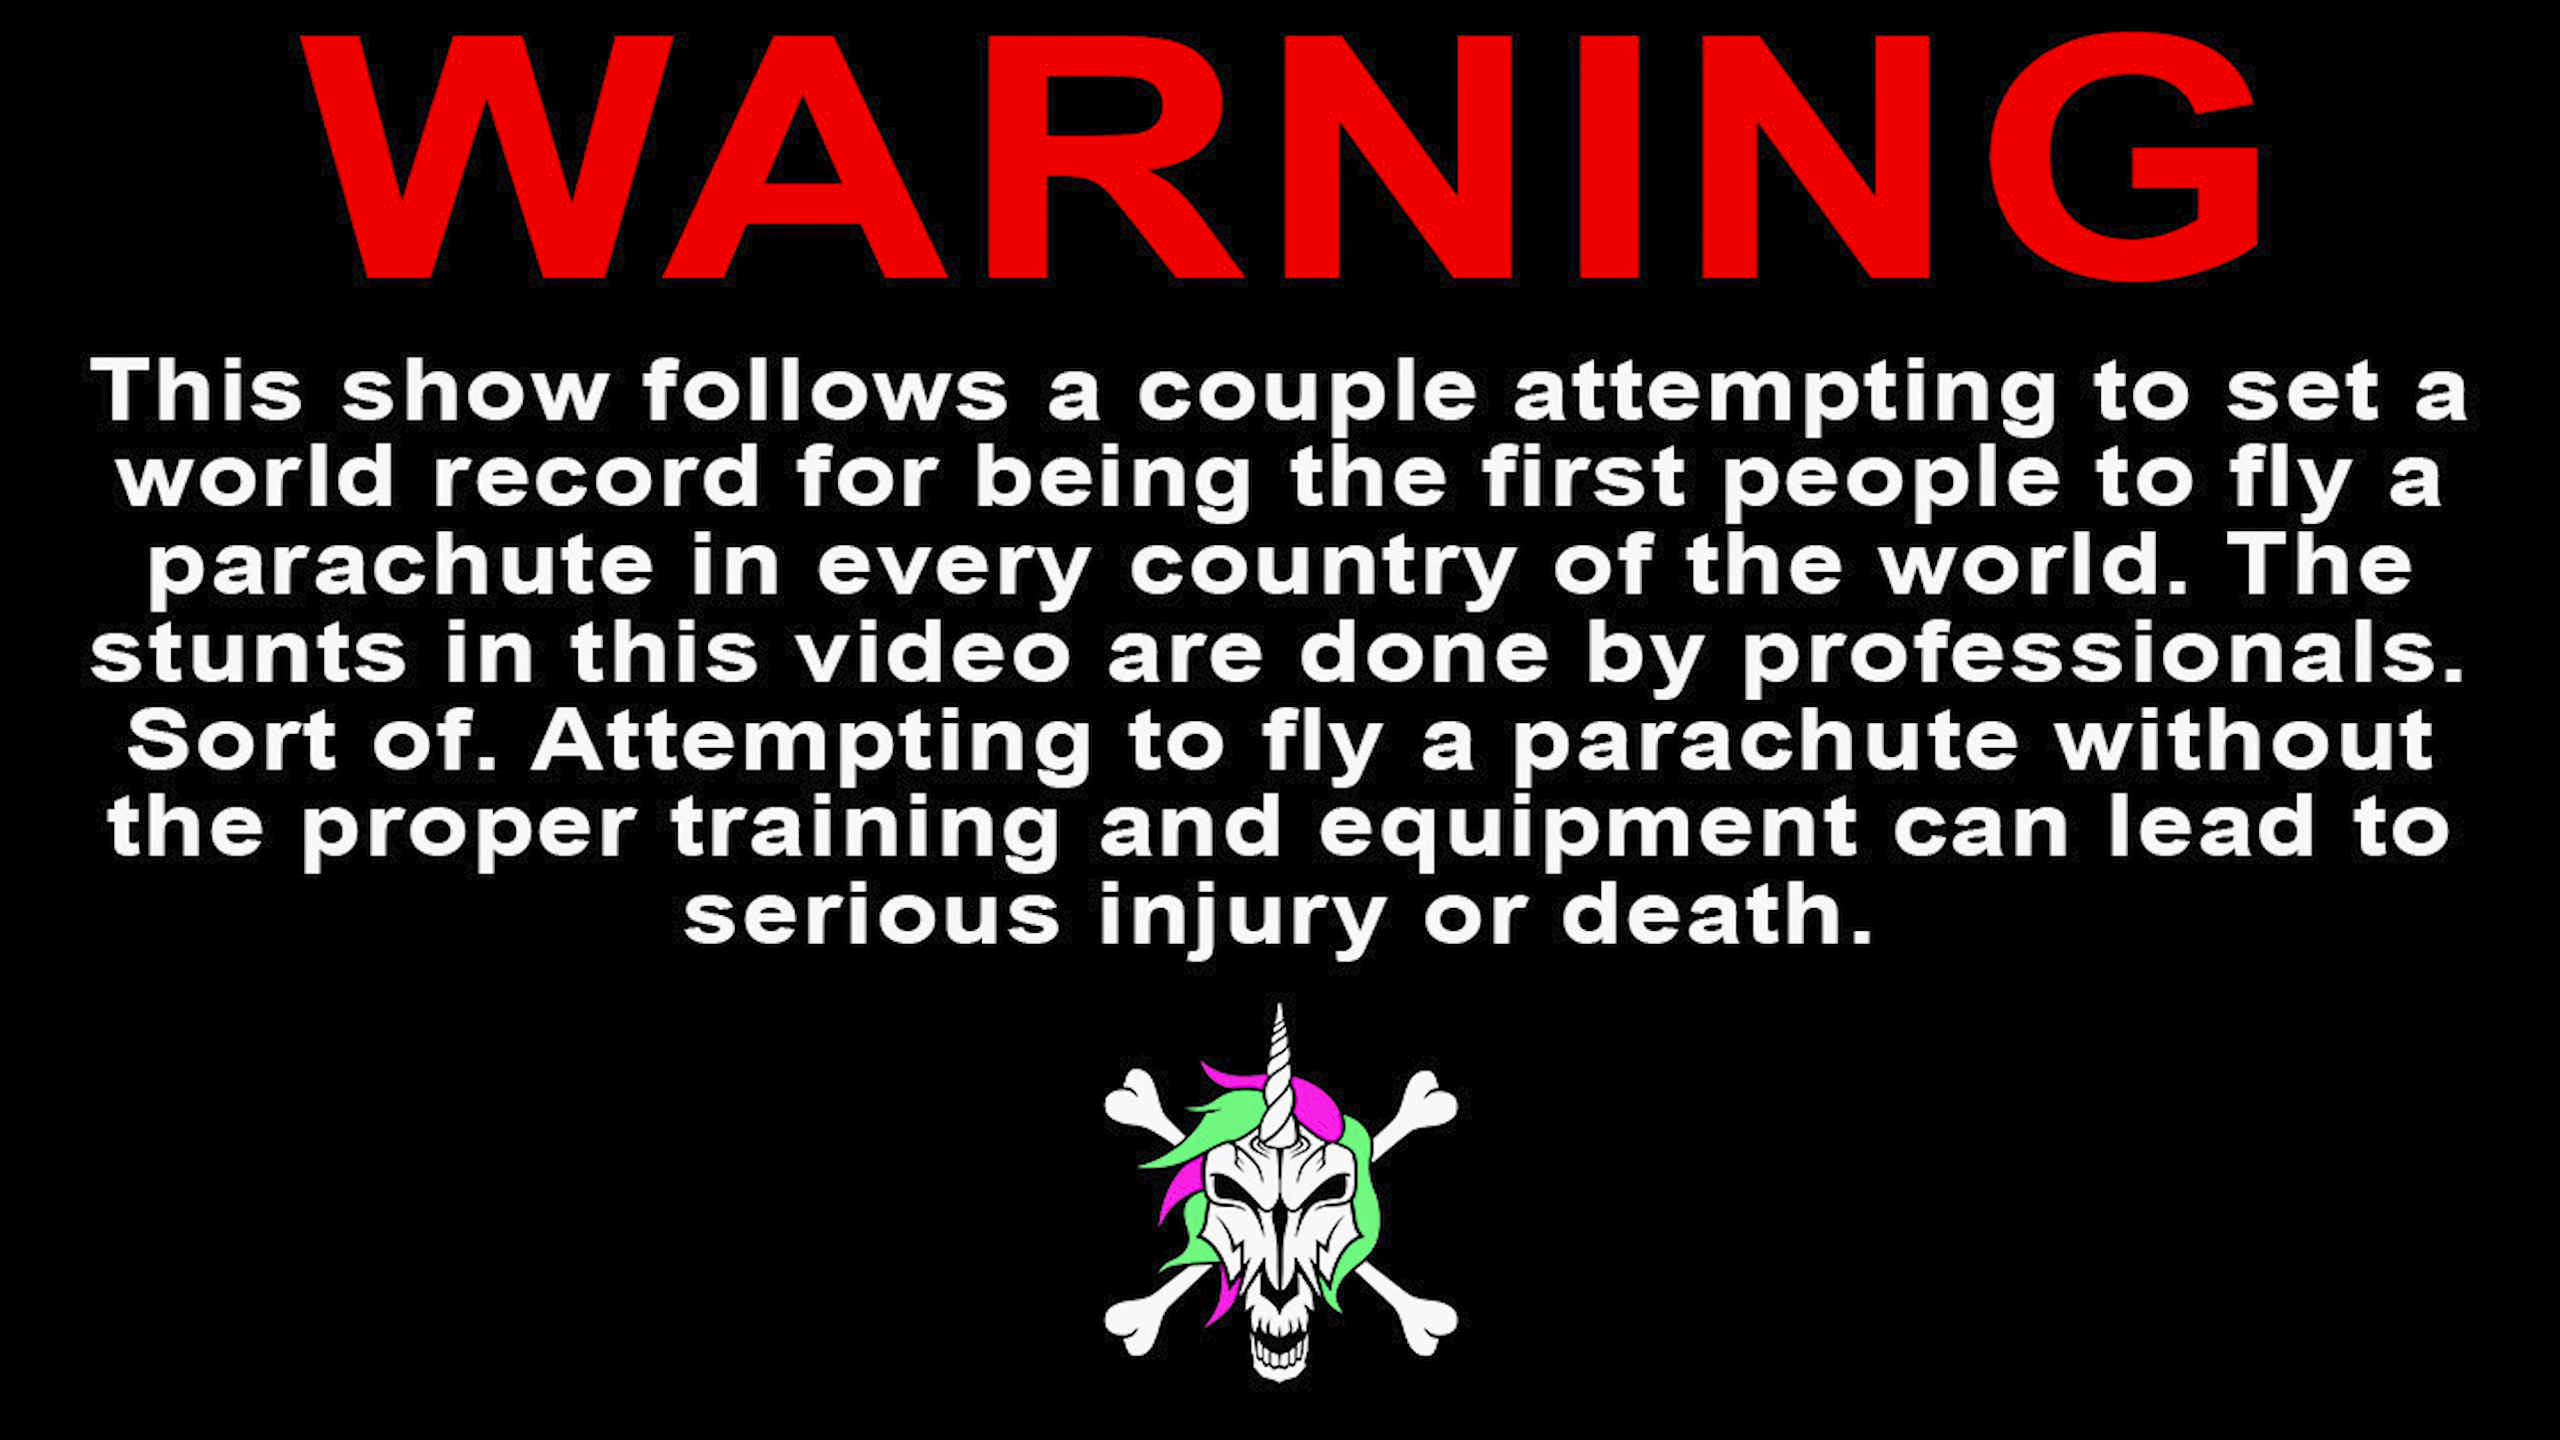 WARNING
This show follows a couple attempting to set a
world record for being the first people to fly a
parachute in every country of the world. The
stunts in this video are done by professionals.
Sort of. Attempting to fly a parachute without
the proper training and equipment can lead to
serious injury or death.